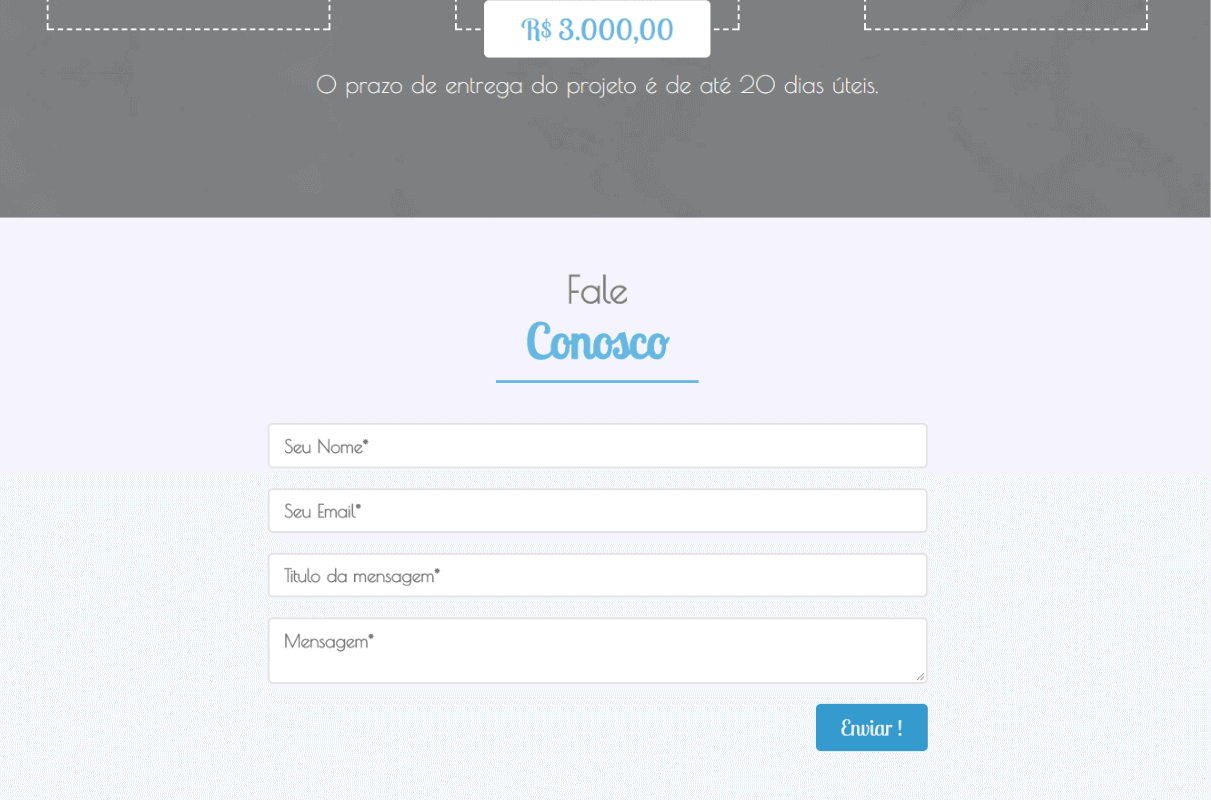 R$ 3.000,00
O prazo de entrega do projeto é de até 20 dias úteis.
Fale
Conosco
Seu Nome*
Seu Email*
Titulo da mensagem*
Mensagem*
Enviar !